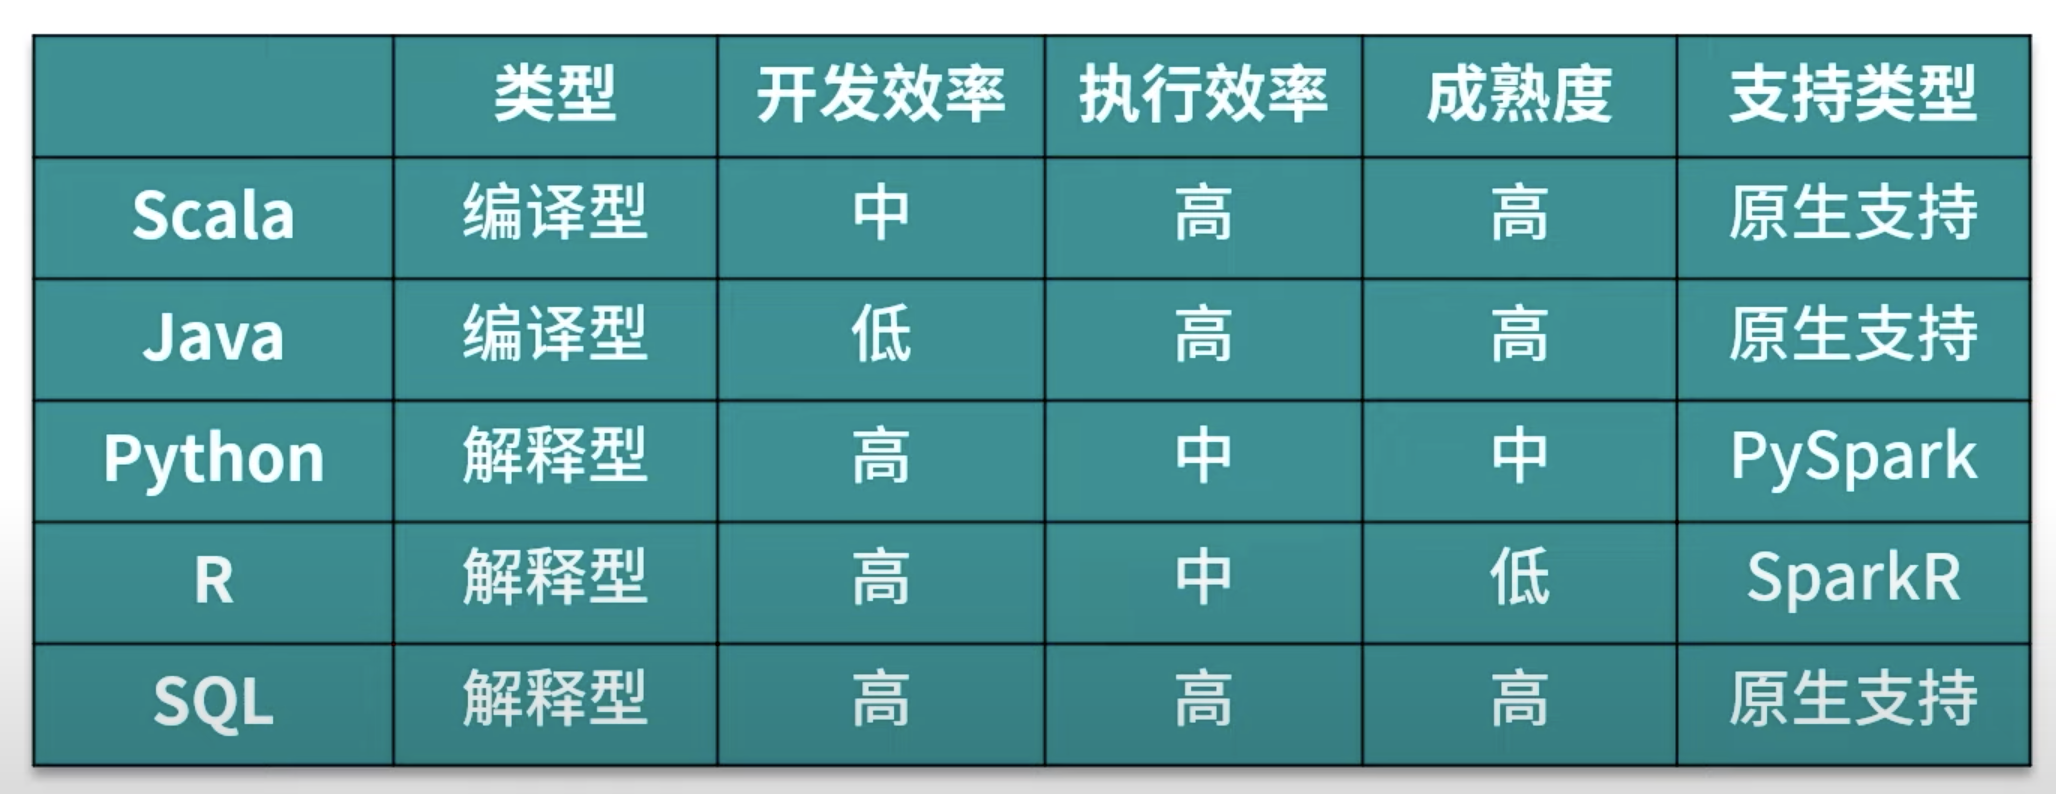 类型 开发效率 执行效率 成熟度 支持类型
Scala 编译型 中 高 高 原生支持
Java 编译型 低 高 高 原生支持
Python 解释型 高 中 中 PySpark
R 解释型 高 中 低 SparkR
SQL 解释型 高 高 高 原生支持